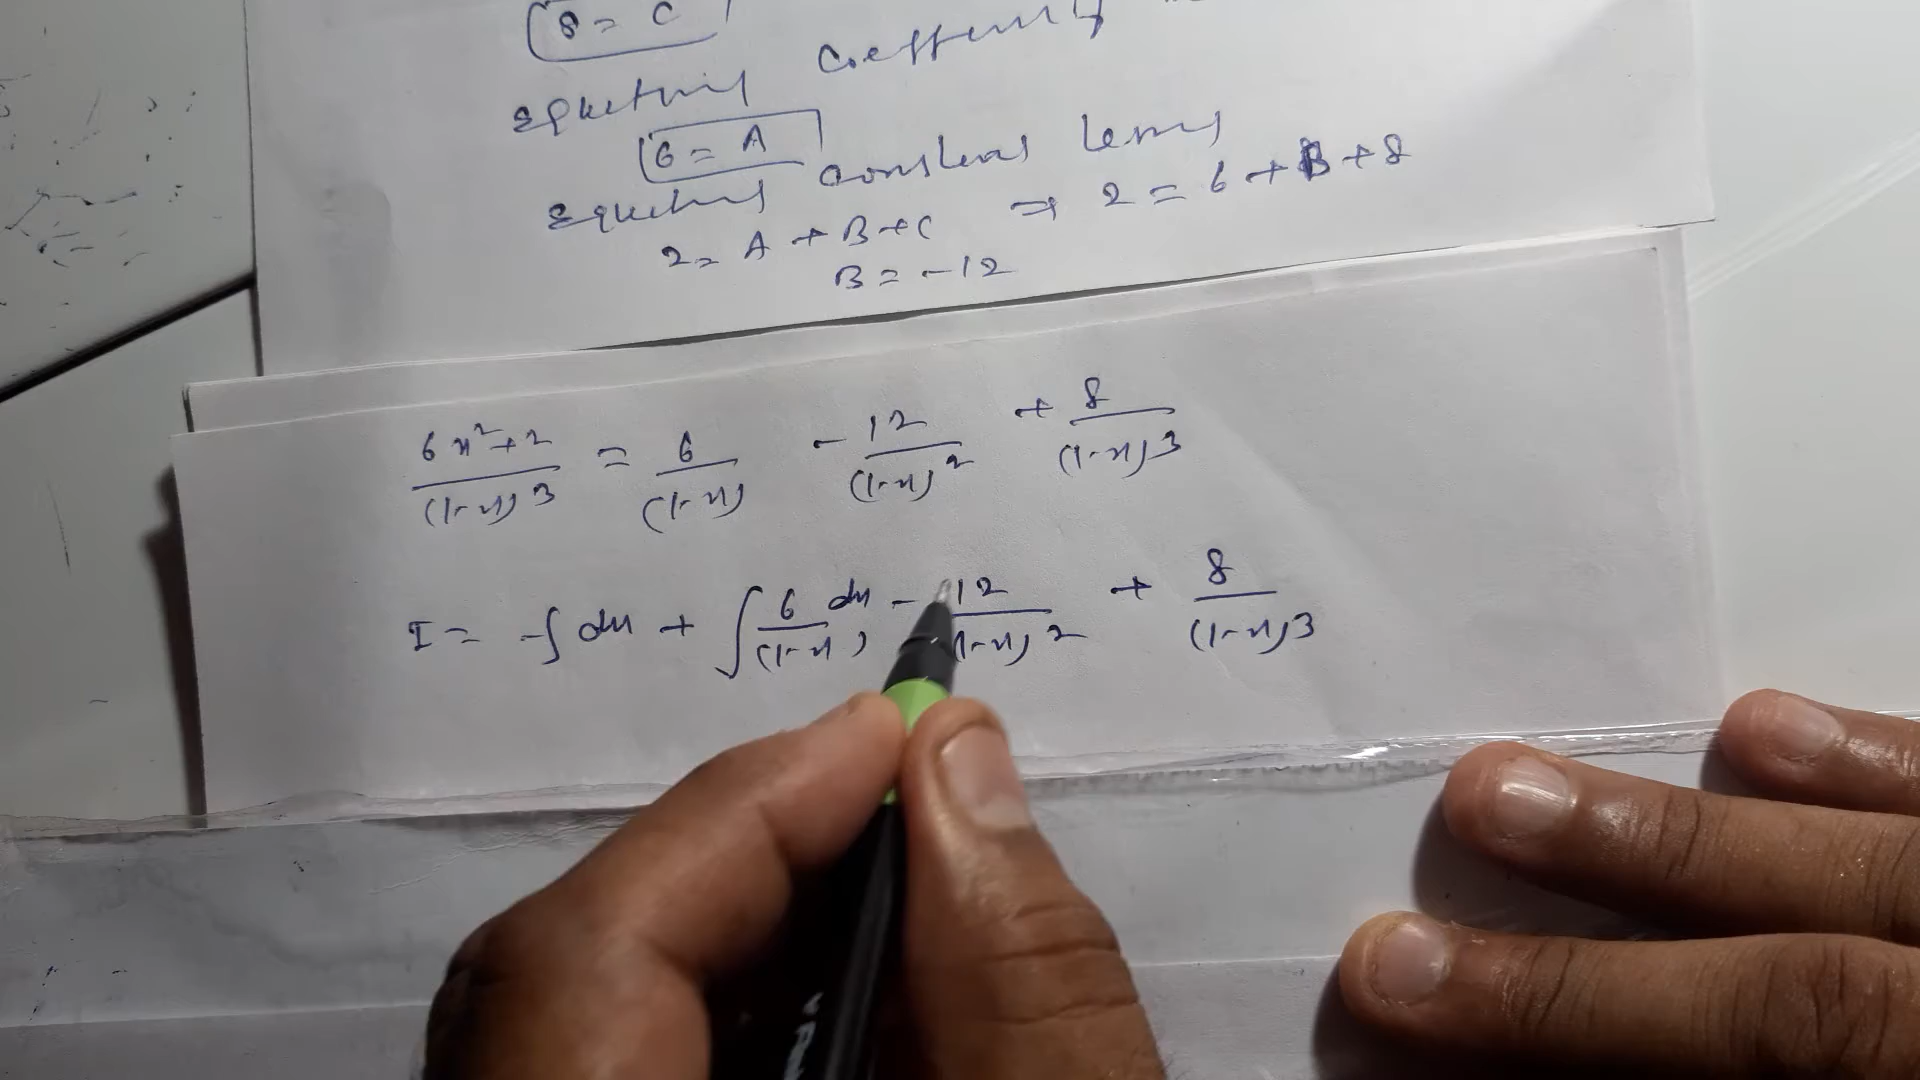 8 = C
Equating Coefficients
6 = A
Equating constant terms
2 = A + B + C ⇒ 2 = 6 + B + 8
B = -12
6x²+2/(1-x)³ = 6/(1-x) - 12/(1-x)² + 8/(1-x)³
I = -∫ dx + ∫ 6/(1-x) dx - 12/(1-x)² + 8/(1-x)³